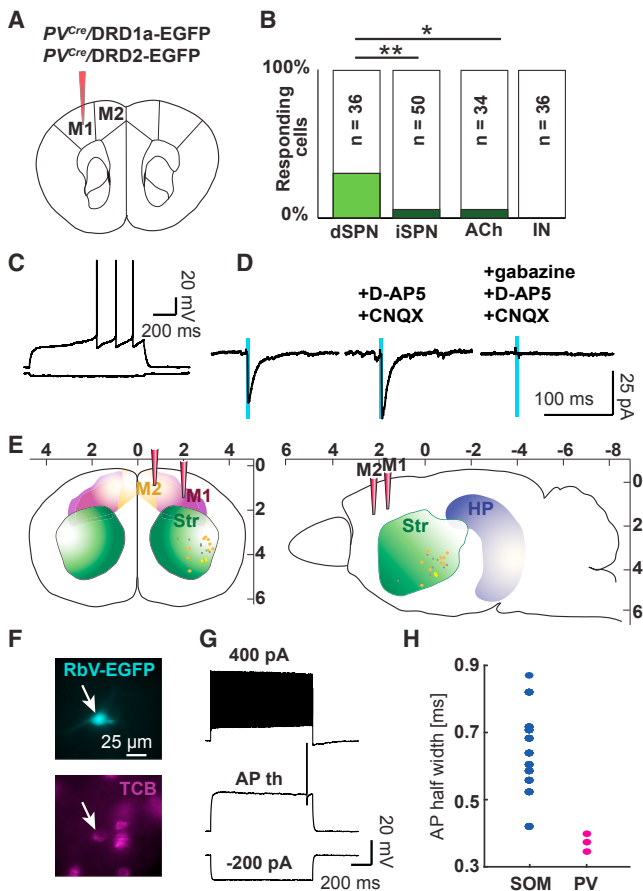 A
PV^Cre/DRD1a-EGFP
PV^Cre/DRD2-EGFP
M2
M1
B
*
**
100%
Responding
cells
0%
n = 36
n = 50
n = 34
n = 36
dSPN
iSPN
ACh
IN
C
20 mV
200 ms
D
+D-AP5
+CNQX
+gabazine
+D-AP5
+CNQX
100 ms
25 pA
E
4 2 0 2 4
0
2
4
6
M2
M1
Str
6 4 2 0 -2 -4 -6 -8
0
2
4
6
M2
M1
Str
HP
F
RbV-EGFP
25 µm
TCB
G
400 pA
AP th
-200 pA
20 mV
200 ms
H
AP half width [ms]
0.9
0.7
0.5
0.3
SOM
PV